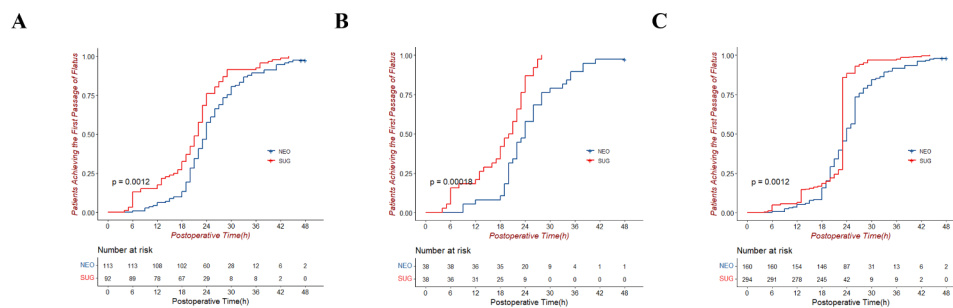 A
Patients Achieving the First Passage of Flatus
1.00
0.75
0.50
0.25
0.00
p = 0.0012
NEO
SUG
0 6 12 18 24 30 36 42 48
Postoperative Time(h)
Number at risk
NEO 113 113 108 102 60 28 12 6 2
SUG 92 89 78 67 29 8 8 2 0
0 6 12 18 24 30 36 42 48
Postoperative Time(h)
B
Patients Achieving the First Passage of Flatus
1.00
0.75
0.50
0.25
0.00
p = 0.00018
NEO
SUG
0 6 12 18 24 30 36 42 48
Postoperative Time(h)
Number at risk
NEO 38 38 36 35 20 9 4 1 1
SUG 38 36 31 25 9 0 0 0 0
0 6 12 18 24 30 36 42 48
Postoperative Time(h)
C
Patients Achieving the First Passage of Flatus
1.00
0.75
0.50
0.25
0.00
p = 0.0012
NEO
SUG
0 6 12 18 24 30 36 42 48
Postoperative Time(h)
Number at risk
NEO 160 160 154 146 87 31 13 6 2
SUG 294 291 278 245 42 9 9 2 0
0 6 12 18 24 30 36 42 48
Postoperative Time(h)